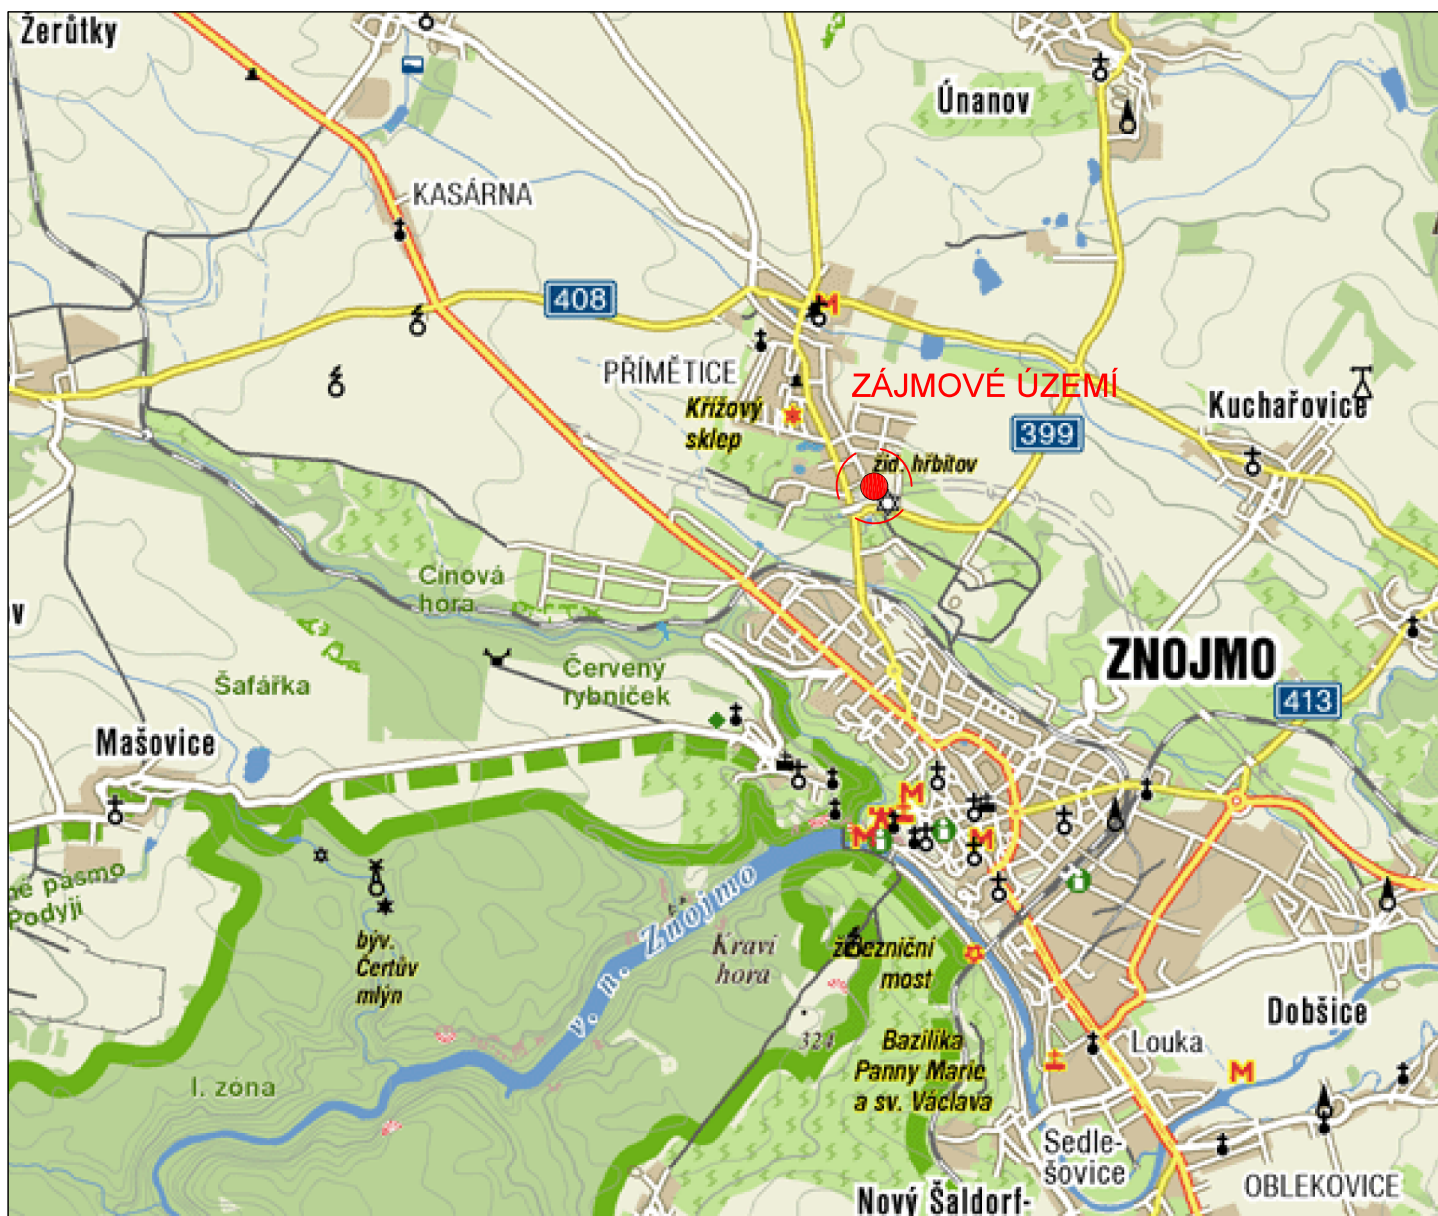 Žerůtky
Únanov
KASÁRNA
408
M
PŘÍMĚTICE
ZÁJMOVÉ ÚZEMÍ
Křížový
sklep
Kuchařovice
399
žid. hřbitov
Cínová
hora
v
Červený
rybníček
ZNOJMO
Šafářka
413
Mašovice
M
M
M
bé pásmo
Podyjí
v. n. Znojmo
býv.
Čertův
mlýn
Kraví
hora
železniční
most
324
Dobšice
Bazilika
Panny Marie
a sv. Václava
Louka
M
I. zóna
Sedle-
šovice
OBLEKOVICE
Nový Šaldorf-